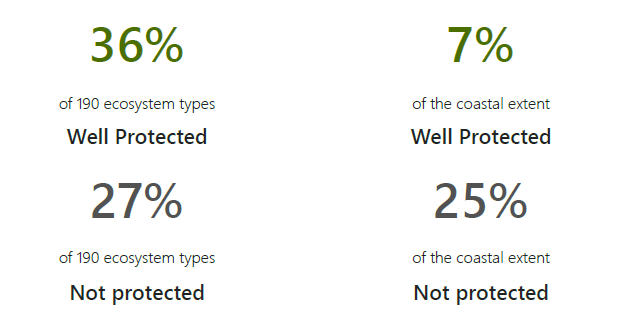 36%
of 190 ecosystem types
Well Protected
7%
of the coastal extent
Well Protected
27%
of 190 ecosystem types
Not protected
25%
of the coastal extent
Not protected